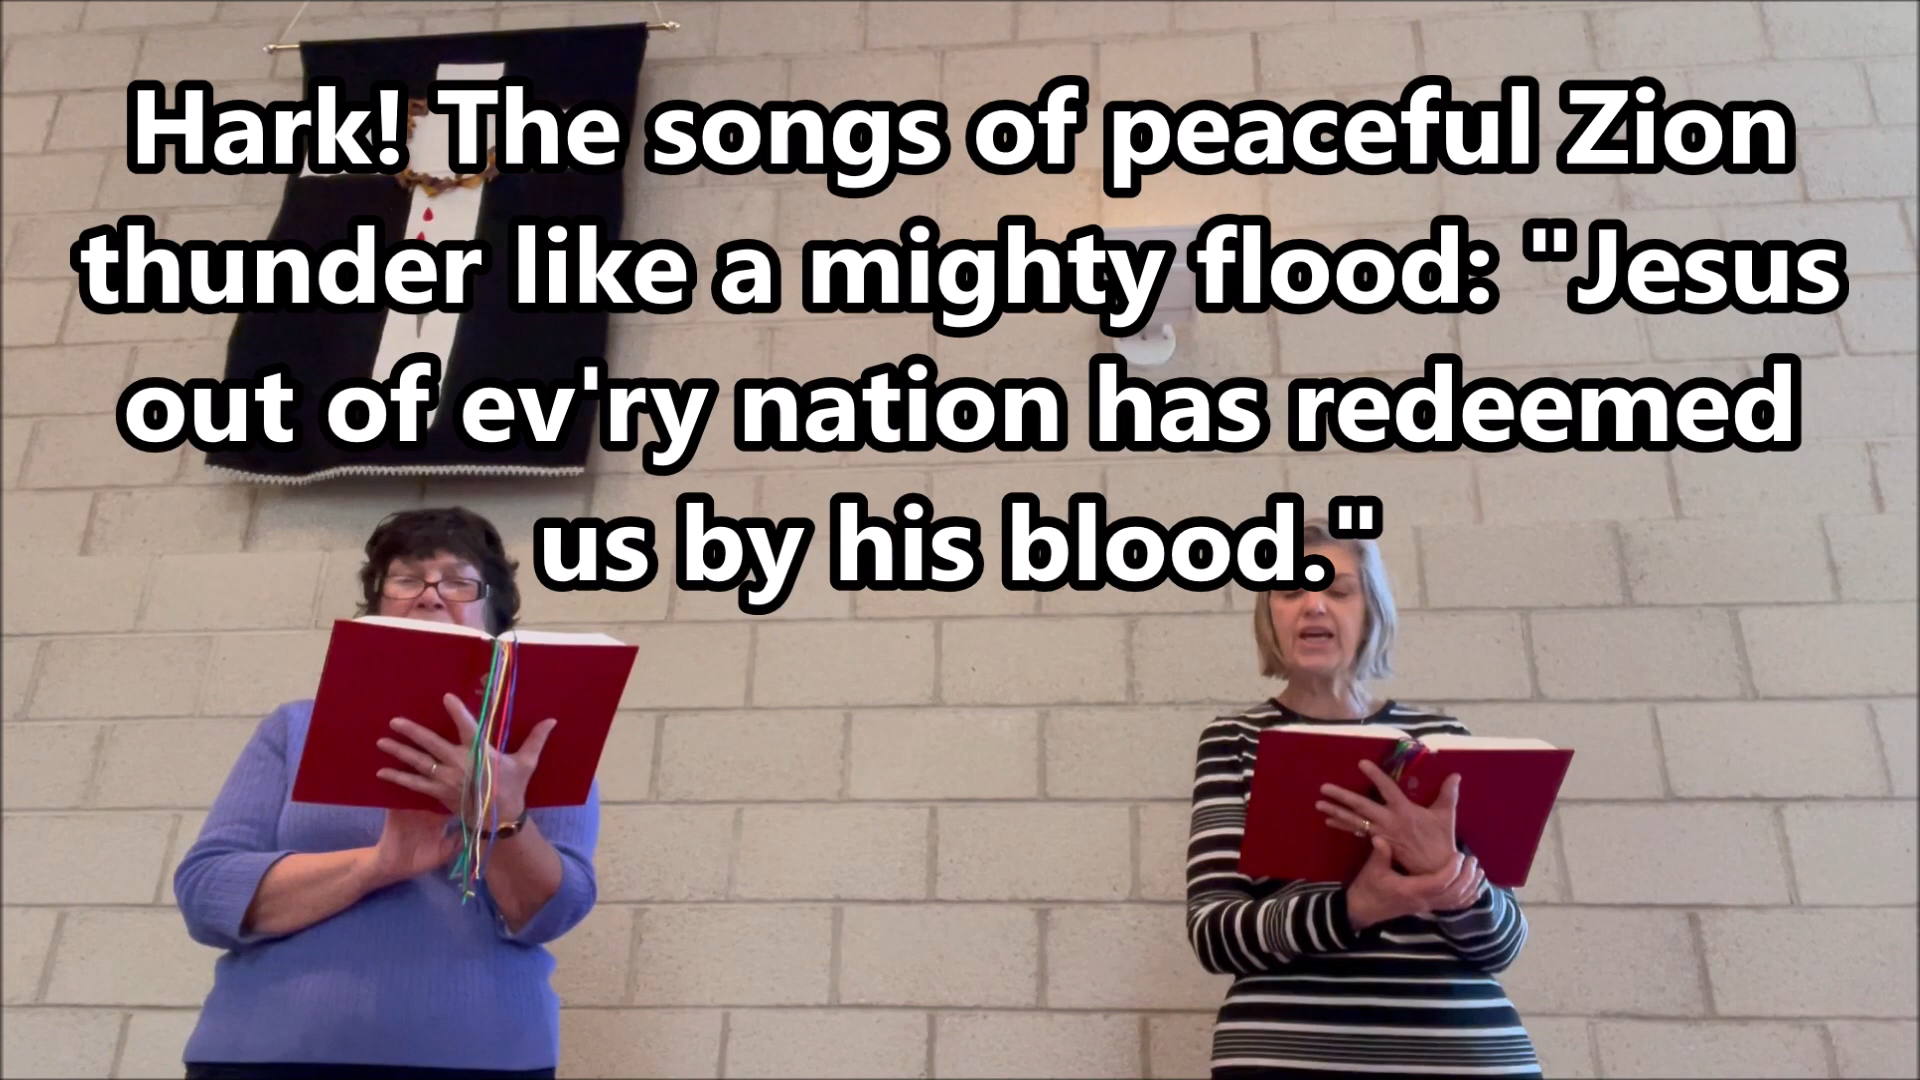 Hark! The songs of peaceful Zion
thunder like a mighty flood: "Jesus
out of ev'ry nation has redeemed
us by his blood."